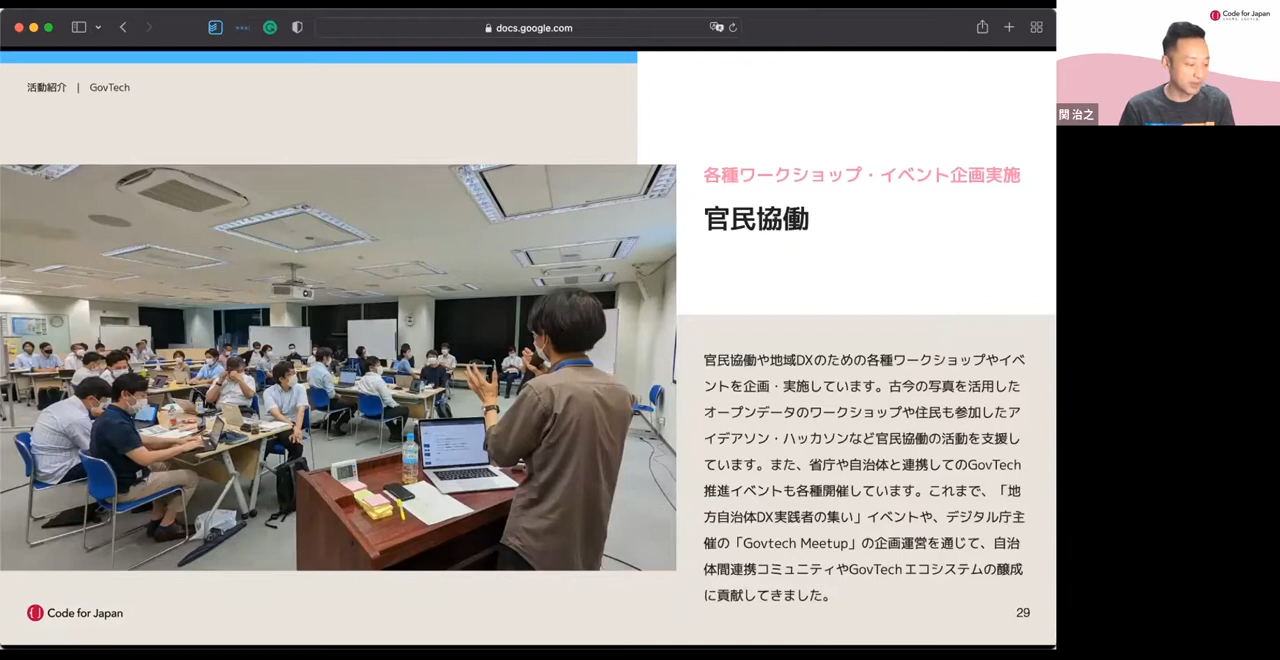 docs.google.com
活動紹介 | GovTech
各種ワークショップ・イベント企画実施
官民協働
官民協働や地域DXのための各種ワークショップやイベ
ントを企画・実施しています。古今の写真を活用した
オープンデータのワークショップや住民も参加したア
イデアソン・ハッカソンなど官民協働の活動を支援し
ています。また、省庁や自治体と連携してのGovTech
推進イベントも各種開催しています。これまで、「地
方自治体DX実践者の集い」イベントや、デジタル庁主
催の「Govtech Meetup」の企画運営を通じて、自治
体間連携コミュニティやGovTechエコシステムの醸成
に貢献してきました。
Code for Japan
29
Code for Japan
関 治之